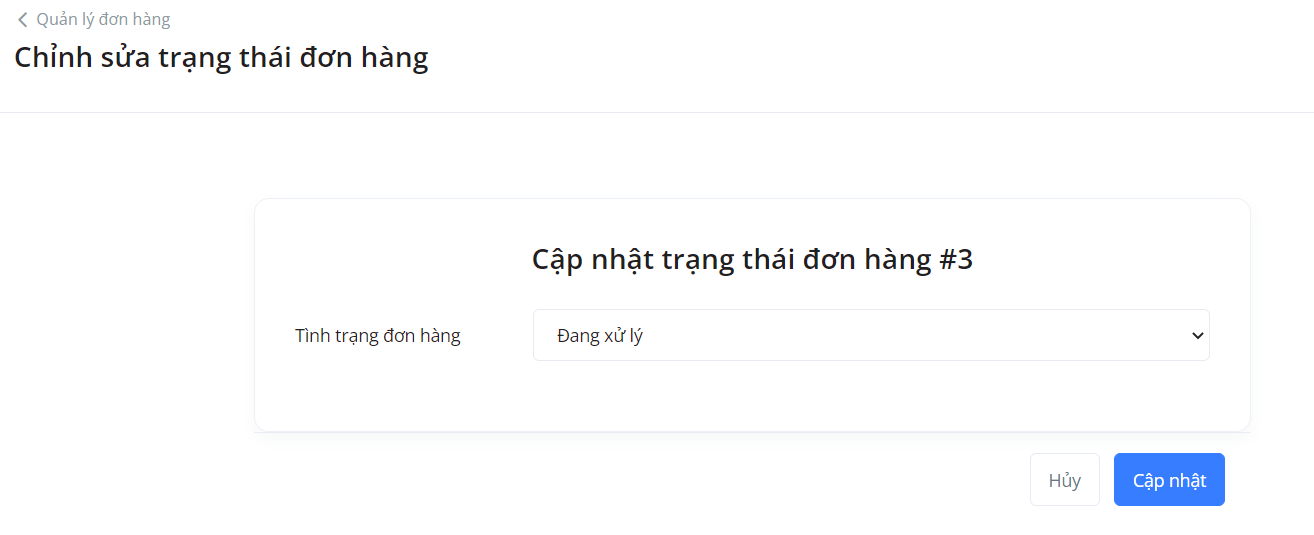 Quản lý đơn hàng
Chỉnh sửa trạng thái đơn hàng
Cập nhật trạng thái đơn hàng #3
Tình trạng đơn hàng
Đang xử lý
Hủy
Cập nhật